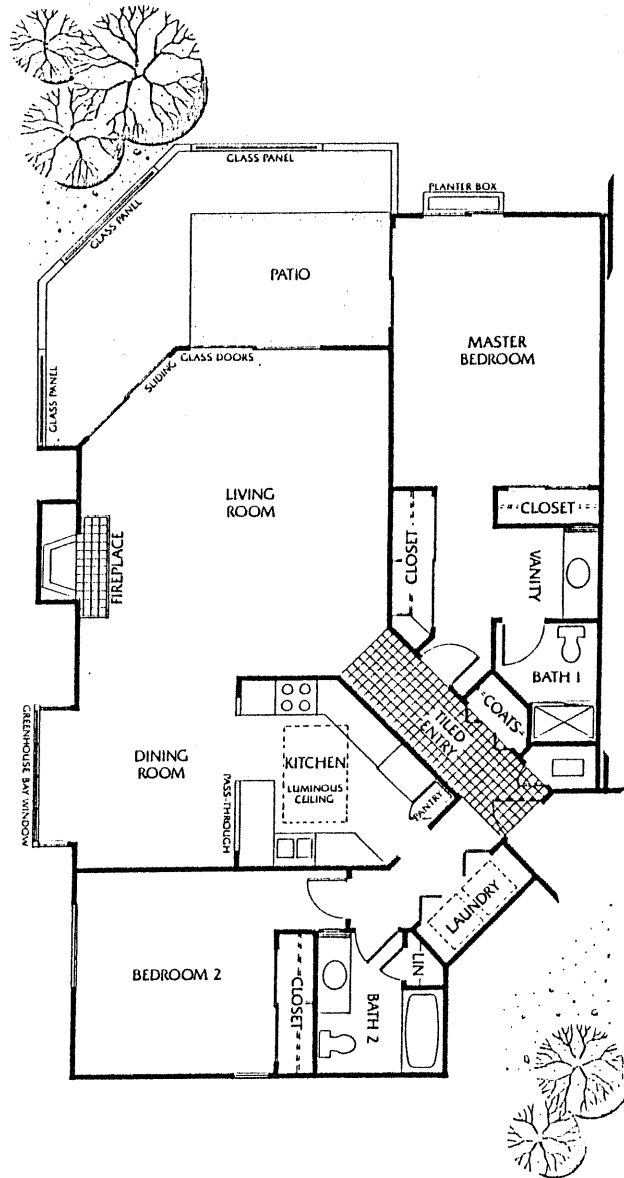 GLASS PANEL
GLASS PANEL
PLANTER BOX
PATIO
MASTER
BEDROOM
SLIDING GLASS DOORS
GLASS PANEL
LIVING
ROOM
CLOSET
CLOSET
FIREPLACE
VANITY
BATH 1
COATS
TILED
ENTRY
GREENHOUSE BAY WINDOW
DINING
ROOM
PASS-THROUGH
KITCHEN
LUMINOUS
CULING
PANTRY
LAUNDRY
BEDROOM 2
CLOSET
BATH 2
LIN